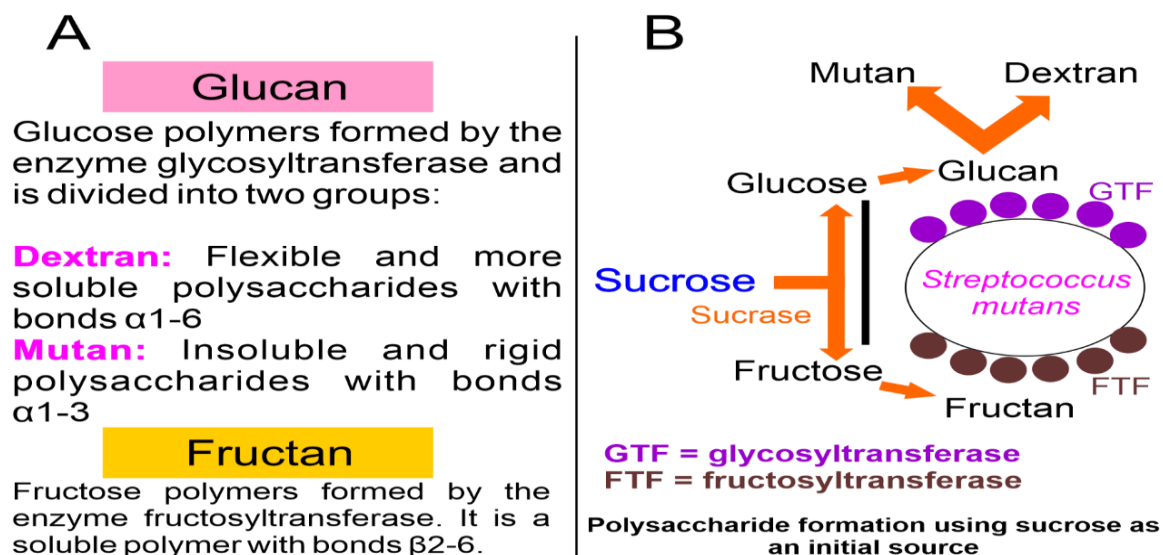 A
Glucan
Glucose polymers formed by the
enzyme glycosyltransferase and
is divided into two groups:
Dextran: Flexible and more
soluble polysaccharides with
bonds α1-6
Mutan: Insoluble and rigid
polysaccharides with bonds
α1-3
Fructan
Fructose polymers formed by the
enzyme fructosyltransferase. It is a
soluble polymer with bonds β2-6.
B
Mutan
Dextran
Glucose
Glucan
GTF
Sucrose
Sucrase
Streptococcus
mutans
Fructose
Fructan
FTF
GTF = glycosyltransferase
FTF = fructosyltransferase
Polysaccharide formation using sucrose as
an initial source